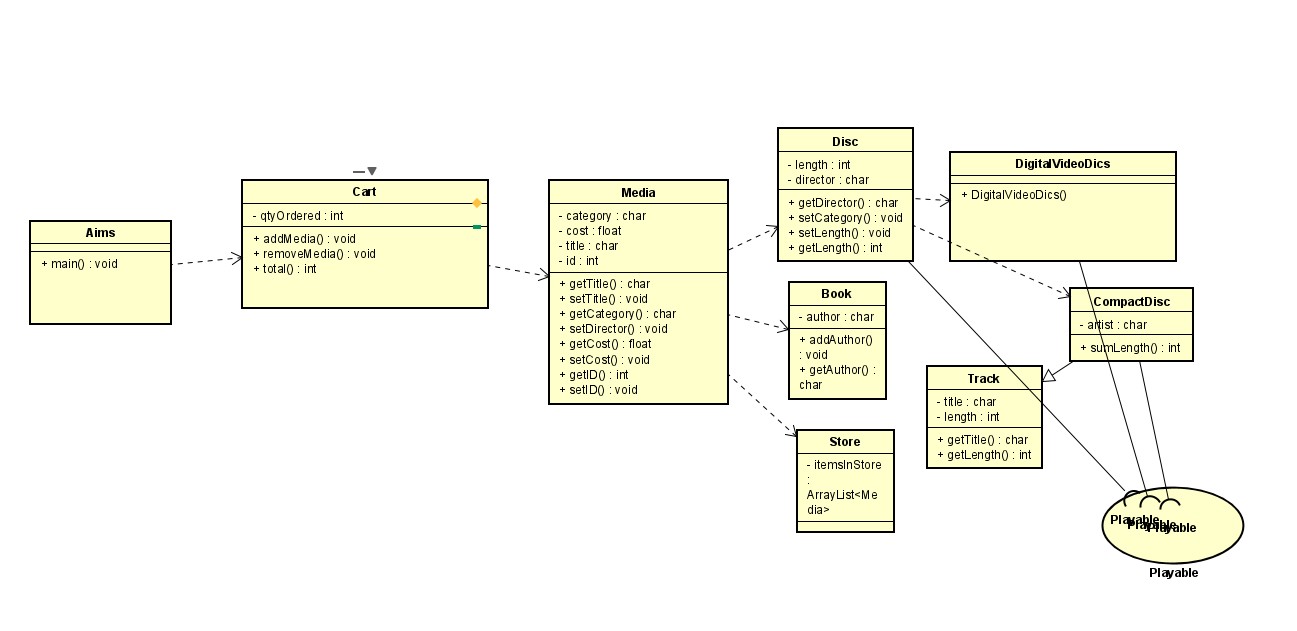 Aims
+ main() : void
Cart
- qtyOrdered : int
+ addMedia() : void
+ removeMedia() : void
+ total() : int
Media
- category : char
- cost : float
- title : char
- id : int
+ getTitle() : char
+ setTitle() : void
+ getCategory() : char
+ setDirector() : void
+ getCost() : float
+ setCost() : void
+ getID() : int
+ setID() : void
Disc
- length : int
- director : char
+ getDirector() : char
+ setCategory() : void
+ setLength() : void
+ getLength() : int
Book
- author : char
+ addAuthor()
: void
+ getAuthor() :
char
Store
- itemsInStore
:
ArrayList<Me
dia>
DigitalVideoDics
+ DigitalVideoDics()
CompactDisc
- artist : char
+ sumLength() : int
Track
- title : char
- length : int
+ getTitle() : char
+ getLength() : int
Playable
Playable
Playable
Playable